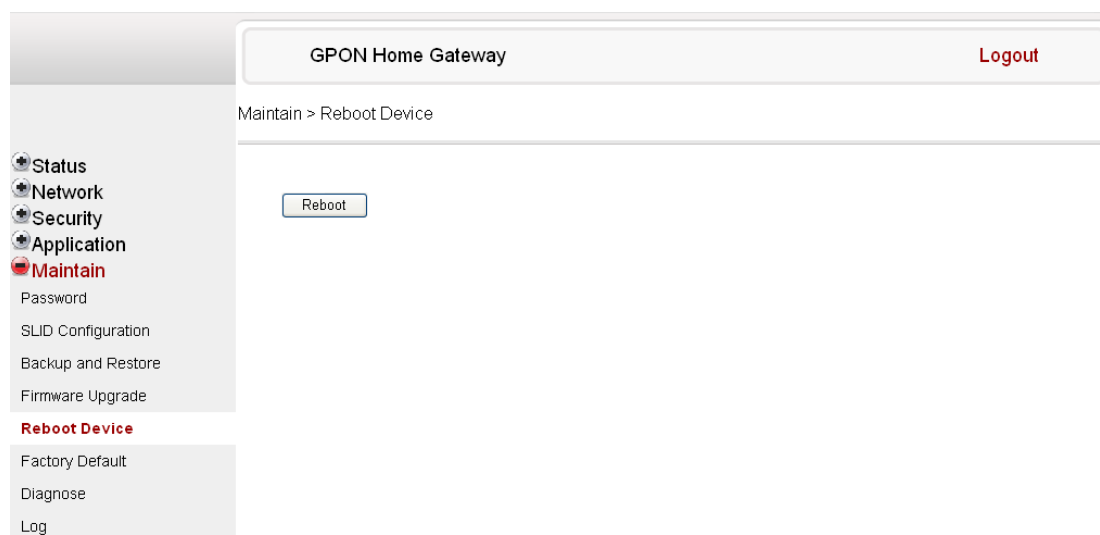 GPON Home Gateway
Logout
Maintain > Reboot Device
Status
Network
Security
Application
Maintain
Password
SLID Configuration
Backup and Restore
Firmware Upgrade
Reboot Device
Factory Default
Diagnose
Log
Reboot